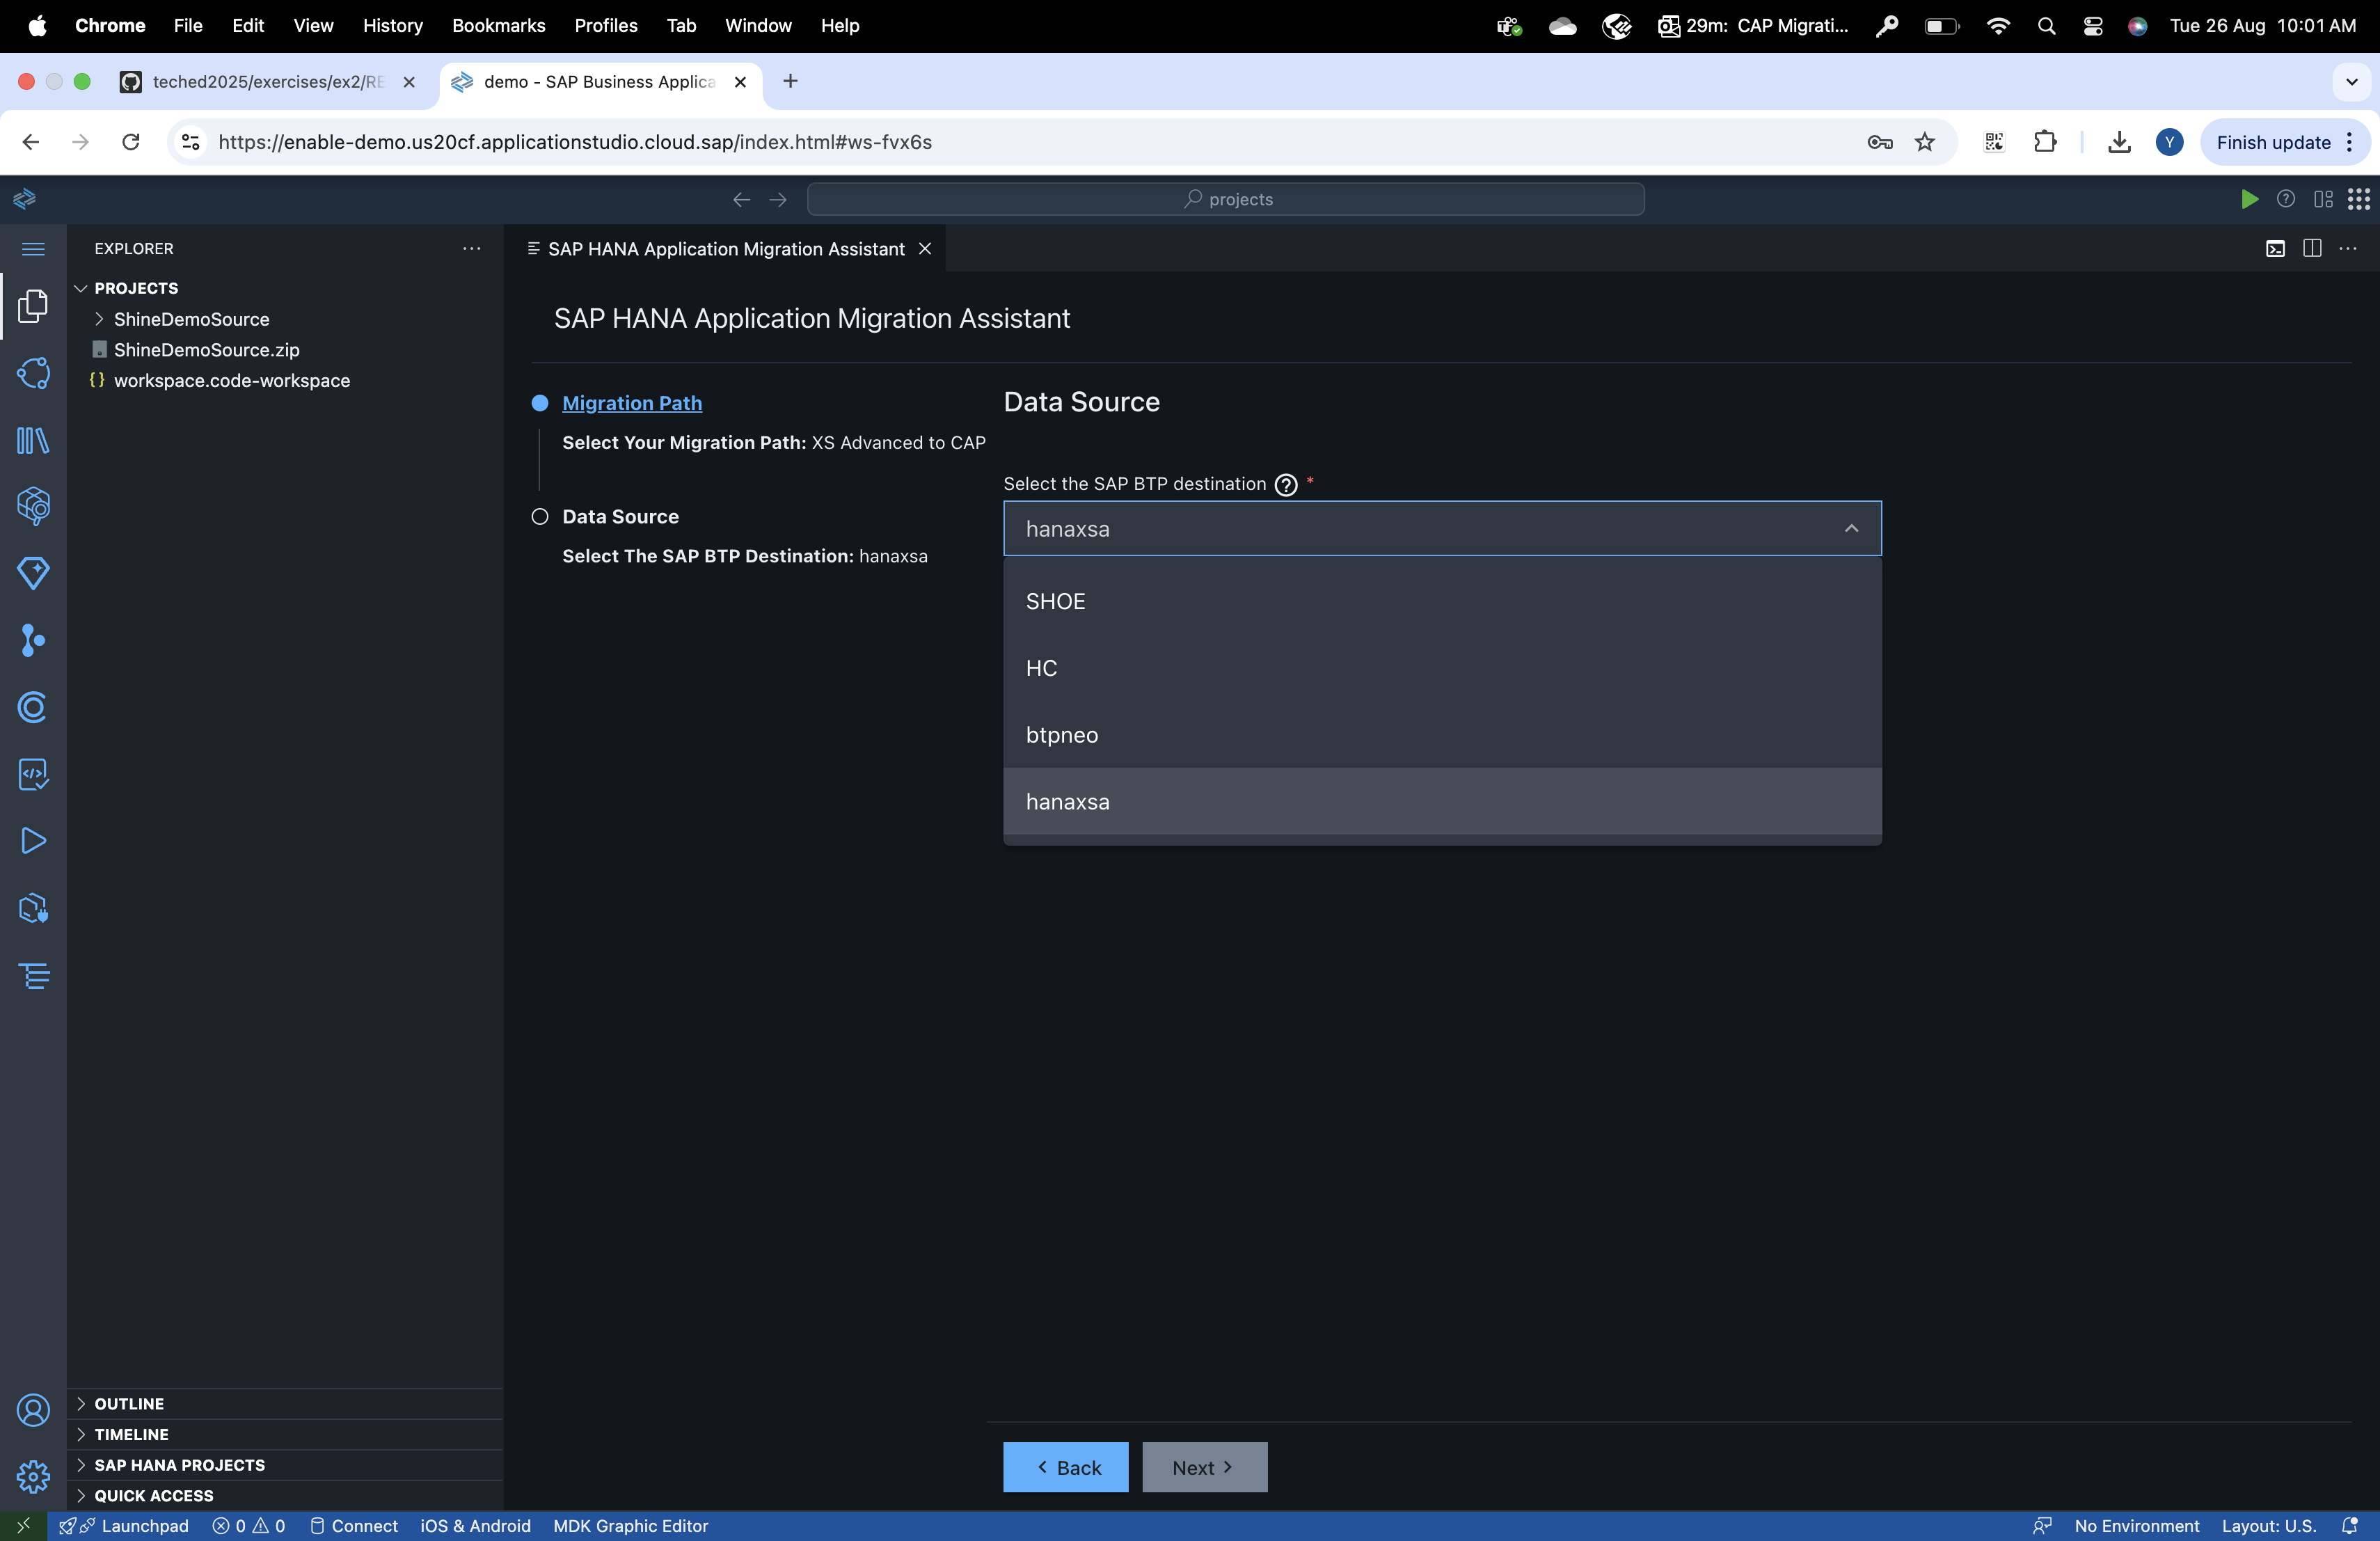 Chrome File Edit View History Bookmarks Profiles Tab Window Help 29m: CAP Migrati... Tue 26 Aug 10:01 AM
teched2025/exercises/ex2/RE demo - SAP Business Applica
https://enable-demo.us20cf.applicationstudio.cloud.sap/index.html#ws-fvx6s Y Finish update
projects
EXPLORER
SAP HANA Application Migration Assistant
PROJECTS
ShineDemoSource
ShineDemoSource.zip
workspace.code-workspace
SAP HANA Application Migration Assistant
Migration Path
Select Your Migration Path: XS Advanced to CAP
Data Source
Select The SAP BTP Destination: hanaxsa
Data Source
Select the SAP BTP destination ? *
hanaxsa
SHOE
HC
btpneo
hanaxsa
Back Next
OUTLINE
TIMELINE
SAP HANA PROJECTS
QUICK ACCESS
Launchpad 0 0 Connect iOS & Android MDK Graphic Editor No Environment Layout: U.S.